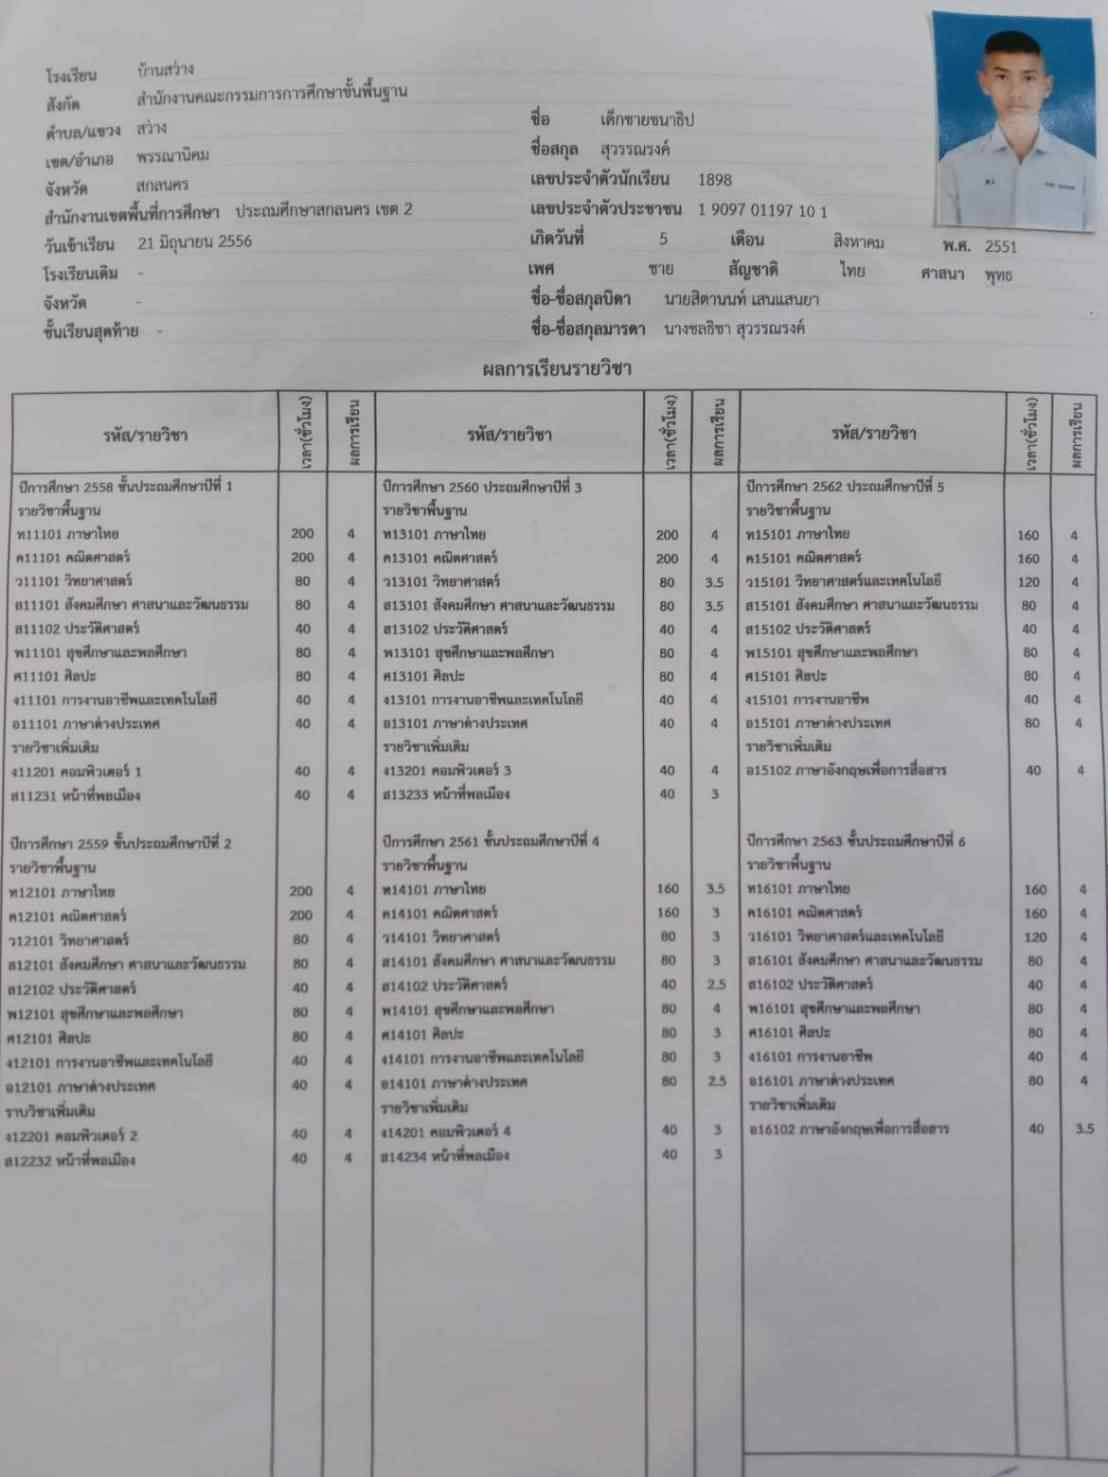 โรงเรียน บ้านสว่าง
สังกัด สำนักงานคณะกรรมการการศึกษาขั้นพื้นฐาน
ตำบล/แขวง สว่าง
เขต/อำเภอ พรรณานิคม
จังหวัด สกลนคร
สำนักงานเขตพื้นที่การศึกษา ประถมศึกษาสกลนคร เขต 2
วันเข้าเรียน 21 มิถุนายน 2556
โรงเรียนเดิม -
จังหวัด -
ชั้นเรียนสุดท้าย -
ชื่อ เด็กชายชนาธิป
ชื่อสกุล สุวรรณรงค์
เลขประจำตัวนักเรียน 1898
เลขประจำตัวประชาชน 1 9097 01197 10 1
เกิดวันที่ 5 เดือน สิงหาคม พ.ศ. 2551
เพศ ชาย สัญชาติ ไทย ศาสนา พุทธ
ชื่อ-ชื่อสกุลบิดา นายสิตานนท์ เสนแสนยา
ชื่อ-ชื่อสกุลมารดา นางชลธิชา สุวรรณรงค์
ผลการเรียนรายวิชา
รหัส/รายวิชา เวลา(ชั่วโมง) ผลการเรียน
ปีการศึกษา 2558 ชั้นประถมศึกษาปีที่ 1
รายวิชาพื้นฐาน
ท11101 ภาษาไทย 200 4
ค11101 คณิตศาสตร์ 200 4
ว11101 วิทยาศาสตร์ 80 4
ส11101 สังคมศึกษา ศาสนาและวัฒนธรรม 80 4
ส11102 ประวัติศาสตร์ 40 4
พ11101 สุขศึกษาและพลศึกษา 80 4
ศ11101 ศิลปะ 80 4
ง11101 การงานอาชีพและเทคโนโลยี 40 4
อ11101 ภาษาต่างประเทศ 40 4
รายวิชาเพิ่มเติม
ง11201 คอมพิวเตอร์ 1 40 4
ส11231 หน้าที่พลเมือง 40 4
ปีการศึกษา 2559 ชั้นประถมศึกษาปีที่ 2
รายวิชาพื้นฐาน
ท12101 ภาษาไทย 200 4
ค12101 คณิตศาสตร์ 200 4
ว12101 วิทยาศาสตร์ 80 4
ส12101 สังคมศึกษา ศาสนาและวัฒนธรรม 80 4
ส12102 ประวัติศาสตร์ 40 4
พ12101 สุขศึกษาและพลศึกษา 80 4
ศ12101 ศิลปะ 80 4
ง12101 การงานอาชีพและเทคโนโลยี 40 4
อ12101 ภาษาต่างประเทศ 40 4
ราบวิชาเพิ่มเติม
ง12201 คอมพิวเตอร์ 2 40 4
ส12232 หน้าที่พลเมือง 40 4
รหัส/รายวิชา เวลา(ชั่วโมง) ผลการเรียน
ปีการศึกษา 2560 ประถมศึกษาปีที่ 3
รายวิชาพื้นฐาน
ท13101 ภาษาไทย 200 4
ค13101 คณิตศาสตร์ 200 4
ว13101 วิทยาศาสตร์ 80 3.5
ส13101 สังคมศึกษา ศาสนาและวัฒนธรรม 80 3.5
ส13102 ประวัติศาสตร์ 40 4
พ13101 สุขศึกษาและพลศึกษา 80 4
ศ13101 ศิลปะ 80 4
ง13101 การงานอาชีพและเทคโนโลยี 40 4
อ13101 ภาษาต่างประเทศ 40 4
รายวิชาเพิ่มเติม
ง13201 คอมพิวเตอร์ 3 40 4
ส13233 หน้าที่พลเมือง 40 3
ปีการศึกษา 2561 ชั้นประถมศึกษาปีที่ 4
รายวิชาพื้นฐาน
ท14101 ภาษาไทย 160 3.5
ค14101 คณิตศาสตร์ 160 3
ว14101 วิทยาศาสตร์ 80 3
ส14101 สังคมศึกษา ศาสนาและวัฒนธรรม 80 3
ส14102 ประวัติศาสตร์ 40 2.5
พ14101 สุขศึกษาและพลศึกษา 80 4
ศ14101 ศิลปะ 80 3
ง14101 การงานอาชีพและเทคโนโลยี 80 3
อ14101 ภาษาต่างประเทศ 80 2.5
รายวิชาเพิ่มเติม
ง14201 คอมพิวเตอร์ 4 40 3
ส14234 หน้าที่พลเมือง 40 3
รหัส/รายวิชา เวลา(ชั่วโมง) ผลการเรียน
ปีการศึกษา 2562 ประถมศึกษาปีที่ 5
รายวิชาพื้นฐาน
ท15101 ภาษาไทย 160 4
ค15101 คณิตศาสตร์ 160 4
ว15101 วิทยาศาสตร์และเทคโนโลยี 120 4
ส15101 สังคมศึกษา ศาสนาและวัฒนธรรม 80 4
ส15102 ประวัติศาสตร์ 40 4
พ15101 สุขศึกษาและพลศึกษา 80 4
ศ15101 ศิลปะ 80 4
ง15101 การงานอาชีพ 40 4
อ15101 ภาษาต่างประเทศ 80 4
รายวิชาเพิ่มเติม
อ15102 ภาษาอังกฤษเพื่อการสื่อสาร 40 4
ปีการศึกษา 2563 ชั้นประถมศึกษาปีที่ 6
รายวิชาพื้นฐาน
ท16101 ภาษาไทย 160 4
ค16101 คณิตศาสตร์ 160 4
ว16101 วิทยาศาสตร์และเทคโนโลยี 120 4
ส16101 สังคมศึกษา ศาสนาและวัฒนธรรม 80 4
ส16102 ประวัติศาสตร์ 40 4
พ16101 สุขศึกษาและพลศึกษา 80 4
ศ16101 ศิลปะ 80 4
ง16101 การงานอาชีพ 40 4
อ16101 ภาษาต่างประเทศ 80 4
รายวิชาเพิ่มเติม
อ16102 ภาษาอังกฤษเพื่อการสื่อสาร 40 3.5